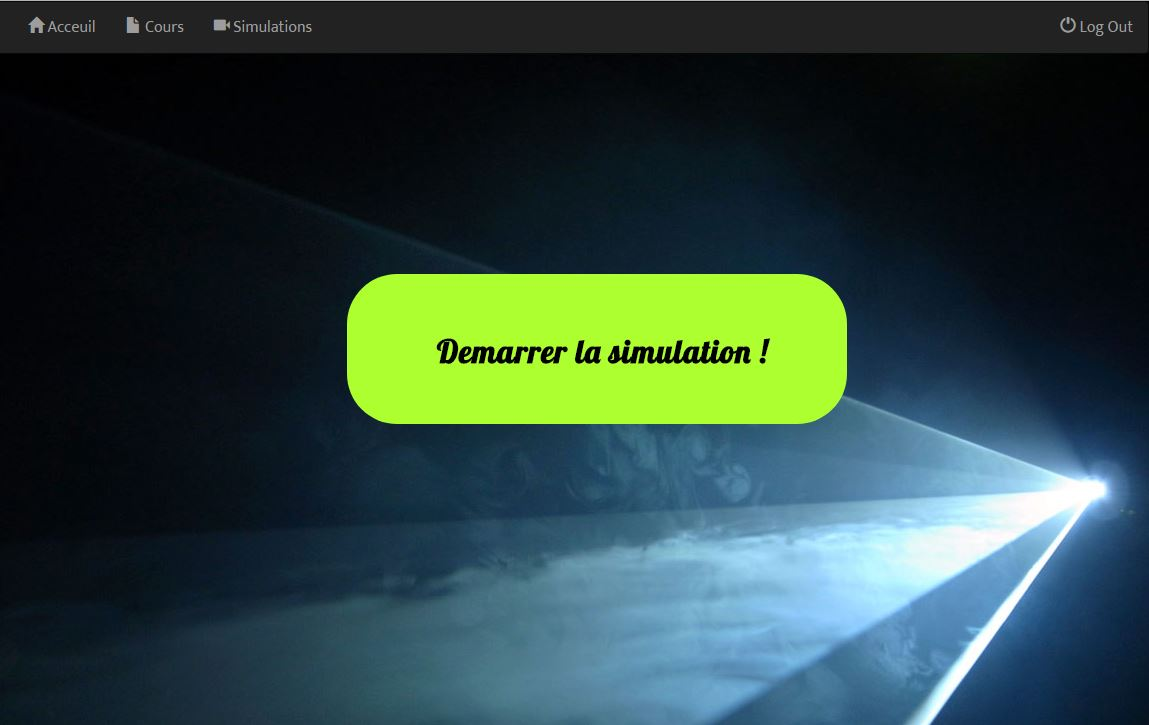 Acceuil Cours Simulations Log Out
Demarrer la simulation !